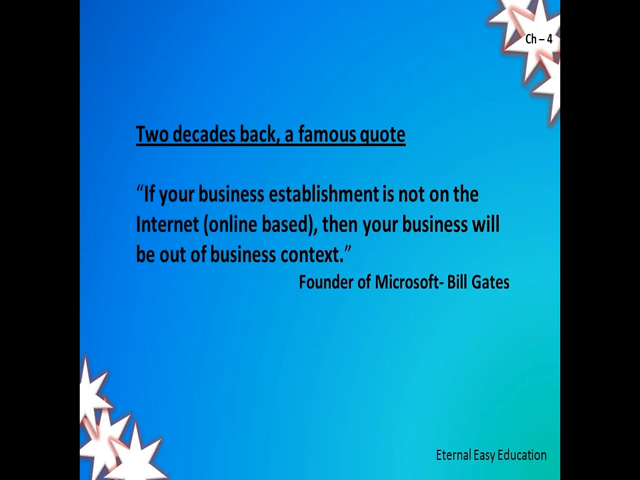 Ch – 4
Two decades back, a famous quote
“If your business establishment is not on the
Internet (online based), then your business will
be out of business context.”
Founder of Microsoft- Bill Gates
Eternal Easy Education